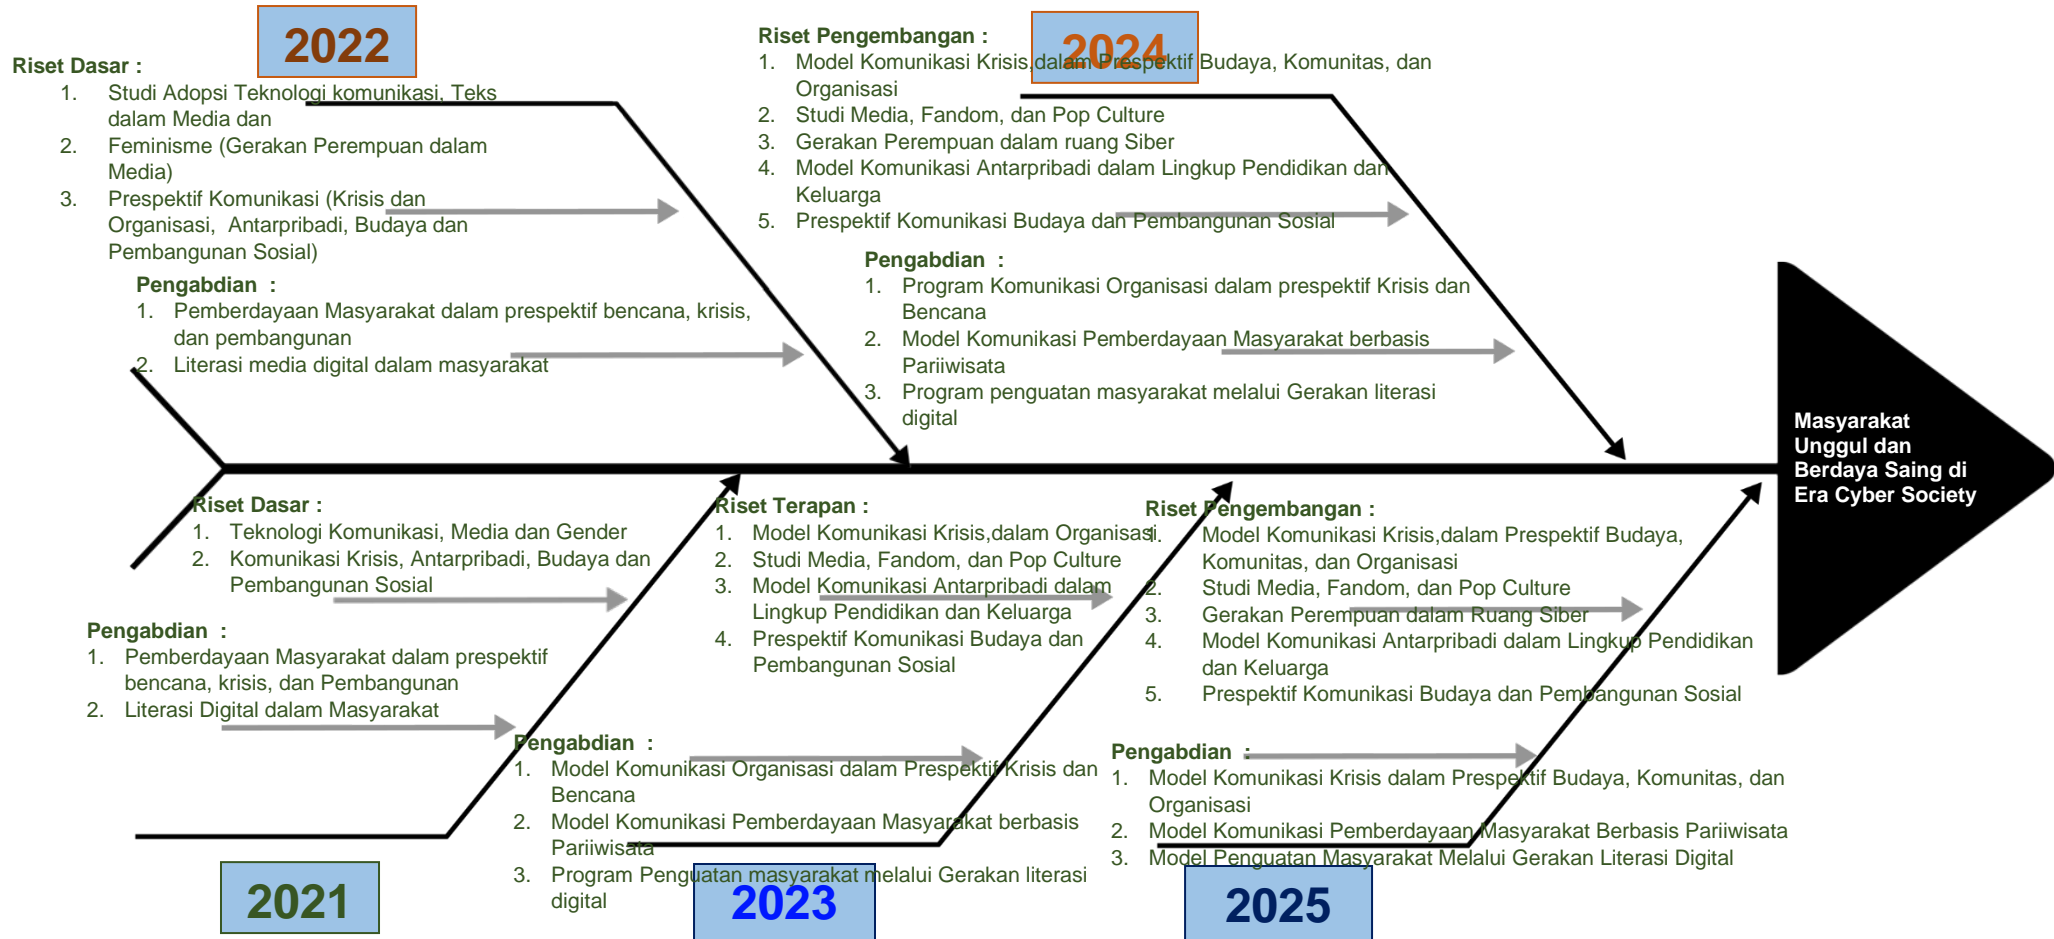 2022
Riset Dasar :
1. Studi Adopsi Teknologi komunikasi, Teks
dalam Media dan
2. Feminisme (Gerakan Perempuan dalam
Media)
3. Prespektif Komunikasi (Krisis dan
Organisasi, Antarpribadi, Budaya dan
Pembangunan Sosial)
Pengabdian :
1. Pemberdayaan Masyarakat dalam prespektif bencana, krisis,
dan pembangunan
2. Literasi media digital dalam masyarakat
2024
Riset Pengembangan :
1. Model Komunikasi Krisis,dalam Prespektif Budaya, Komunitas, dan
Organisasi
2. Studi Media, Fandom, dan Pop Culture
3. Gerakan Perempuan dalam ruang Siber
4. Model Komunikasi Antarpribadi dalam Lingkup Pendidikan dan
Keluarga
5. Prespektif Komunikasi Budaya dan Pembangunan Sosial
Pengabdian :
1. Program Komunikasi Organisasi dalam prespektif Krisis dan
Bencana
2. Model Komunikasi Pemberdayaan Masyarakat berbasis
Pariiwisata
3. Program penguatan masyarakat melalui Gerakan literasi
digital
Masyarakat
Unggul dan
Berdaya Saing di
Era Cyber Society
Riset Dasar :
1. Teknologi Komunikasi, Media dan Gender
2. Komunikasi Krisis, Antarpribadi, Budaya dan
Pembangunan Sosial
Pengabdian :
1. Pemberdayaan Masyarakat dalam prespektif
bencana, krisis, dan Pembangunan
2. Literasi Digital dalam Masyarakat
2021
Riset Terapan :
1. Model Komunikasi Krisis,dalam Organisasi
2. Studi Media, Fandom, dan Pop Culture
3. Model Komunikasi Antarpribadi dalam
Lingkup Pendidikan dan Keluarga
4. Prespektif Komunikasi Budaya dan
Pembangunan Sosial
Pengabdian :
1. Model Komunikasi Organisasi dalam Prespektif Krisis dan
Bencana
2. Model Komunikasi Pemberdayaan Masyarakat berbasis
Pariiwisata
3. Program Penguatan masyarakat melalui Gerakan literasi
digital
2023
Riset Pengembangan :
1. Model Komunikasi Krisis,dalam Prespektif Budaya,
Komunitas, dan Organisasi
2. Studi Media, Fandom, dan Pop Culture
3. Gerakan Perempuan dalam Ruang Siber
4. Model Komunikasi Antarpribadi dalam Lingkup Pendidikan
dan Keluarga
5. Prespektif Komunikasi Budaya dan Pembangunan Sosial
Pengabdian :
1. Model Komunikasi Krisis dalam Prespektif Budaya, Komunitas, dan
Organisasi
2. Model Komunikasi Pemberdayaan Masyarakat Berbasis Pariiwisata
3. Model Penguatan Masyarakat Melalui Gerakan Literasi Digital
2025